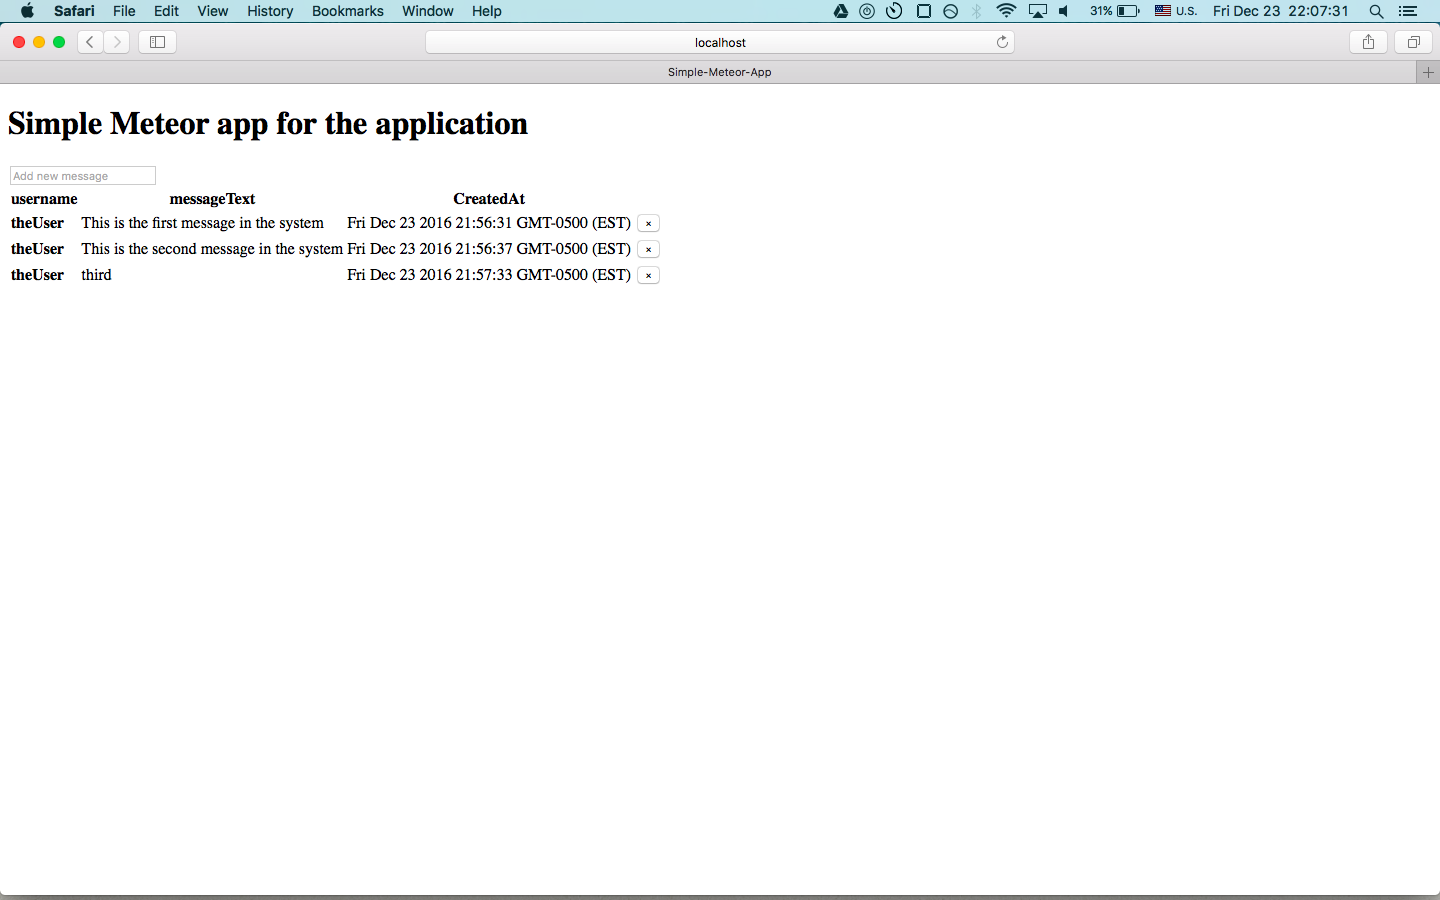 Safari File Edit View History Bookmarks Window Help 31% U.S. Fri Dec 23 22:07:31
localhost
Simple-Meteor-App
Simple Meteor app for the application
Add new message
username messageText CreatedAt
theUser This is the first message in the system Fri Dec 23 2016 21:56:31 GMT-0500 (EST) ×
theUser This is the second message in the system Fri Dec 23 2016 21:56:37 GMT-0500 (EST) ×
theUser third Fri Dec 23 2016 21:57:33 GMT-0500 (EST) ×